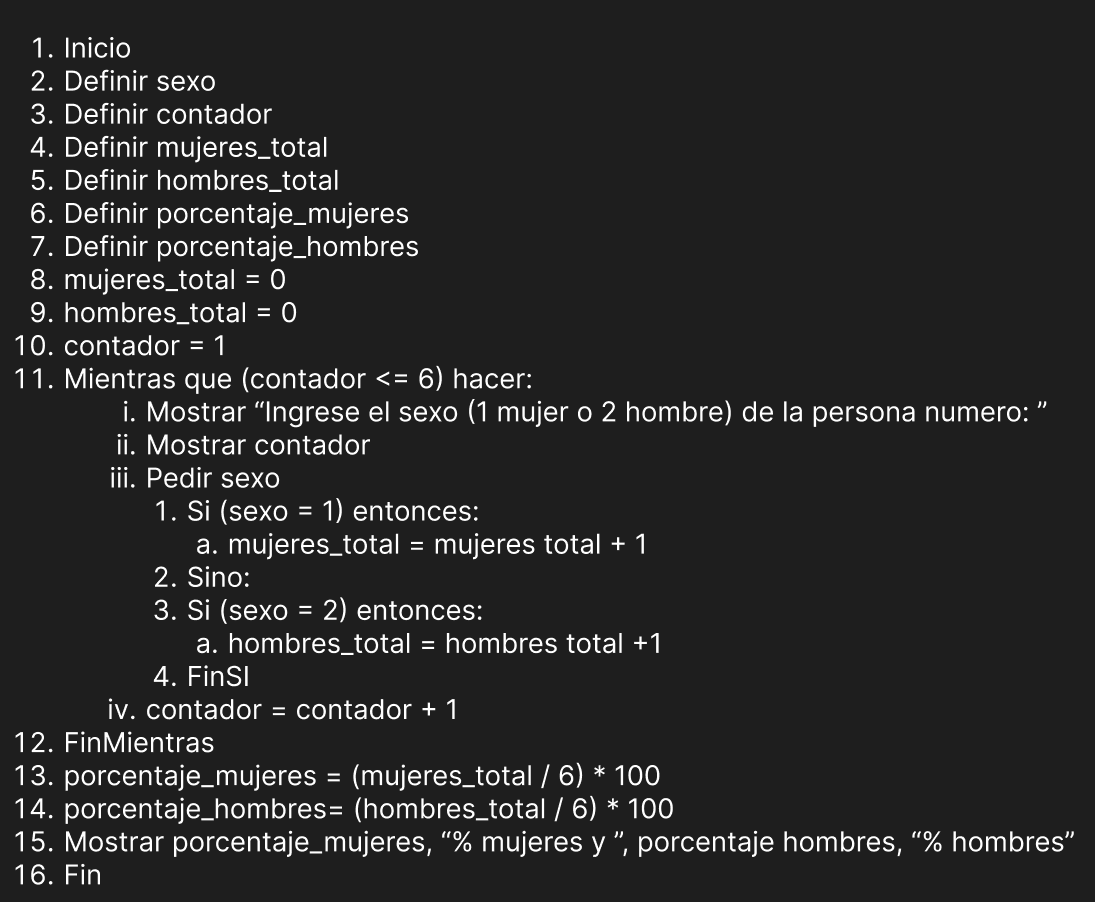 1. Inicio
2. Definir sexo
3. Definir contador
4. Definir mujeres_total
5. Definir hombres_total
6. Definir porcentaje_mujeres
7. Definir porcentaje_hombres
8. mujeres_total = 0
9. hombres_total = 0
10. contador = 1
11. Mientras que (contador <= 6) hacer:
i. Mostrar “Ingrese el sexo (1 mujer o 2 hombre) de la persona numero: ”
ii. Mostrar contador
iii. Pedir sexo
1. Si (sexo = 1) entonces:
a. mujeres_total = mujeres total + 1
2. Sino:
3. Si (sexo = 2) entonces:
a. hombres_total = hombres total +1
4. FinSI
iv. contador = contador + 1
12. FinMientras
13. porcentaje_mujeres = (mujeres_total / 6) * 100
14. porcentaje_hombres= (hombres_total / 6) * 100
15. Mostrar porcentaje_mujeres, “% mujeres y ”, porcentaje hombres, “% hombres”
16. Fin